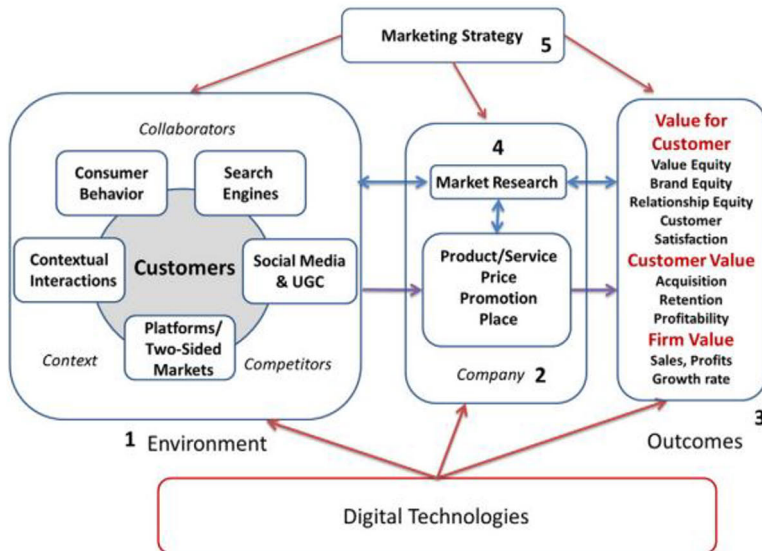 Marketing Strategy
5
Collaborators
Consumer
Behavior
Search
Engines
Contextual
Interactions
Customers
Social Media
& UGC
Platforms/
Two-Sided
Markets
Context
Competitors
1 Environment
4
Market Research
Product/Service
Price
Promotion
Place
Company 2
Value for
Customer
Value Equity
Brand Equity
Relationship Equity
Customer
Satisfaction
Customer Value
Acquisition
Retention
Profitability
Firm Value
Sales, Profits
Growth rate
3
Outcomes
Digital Technologies